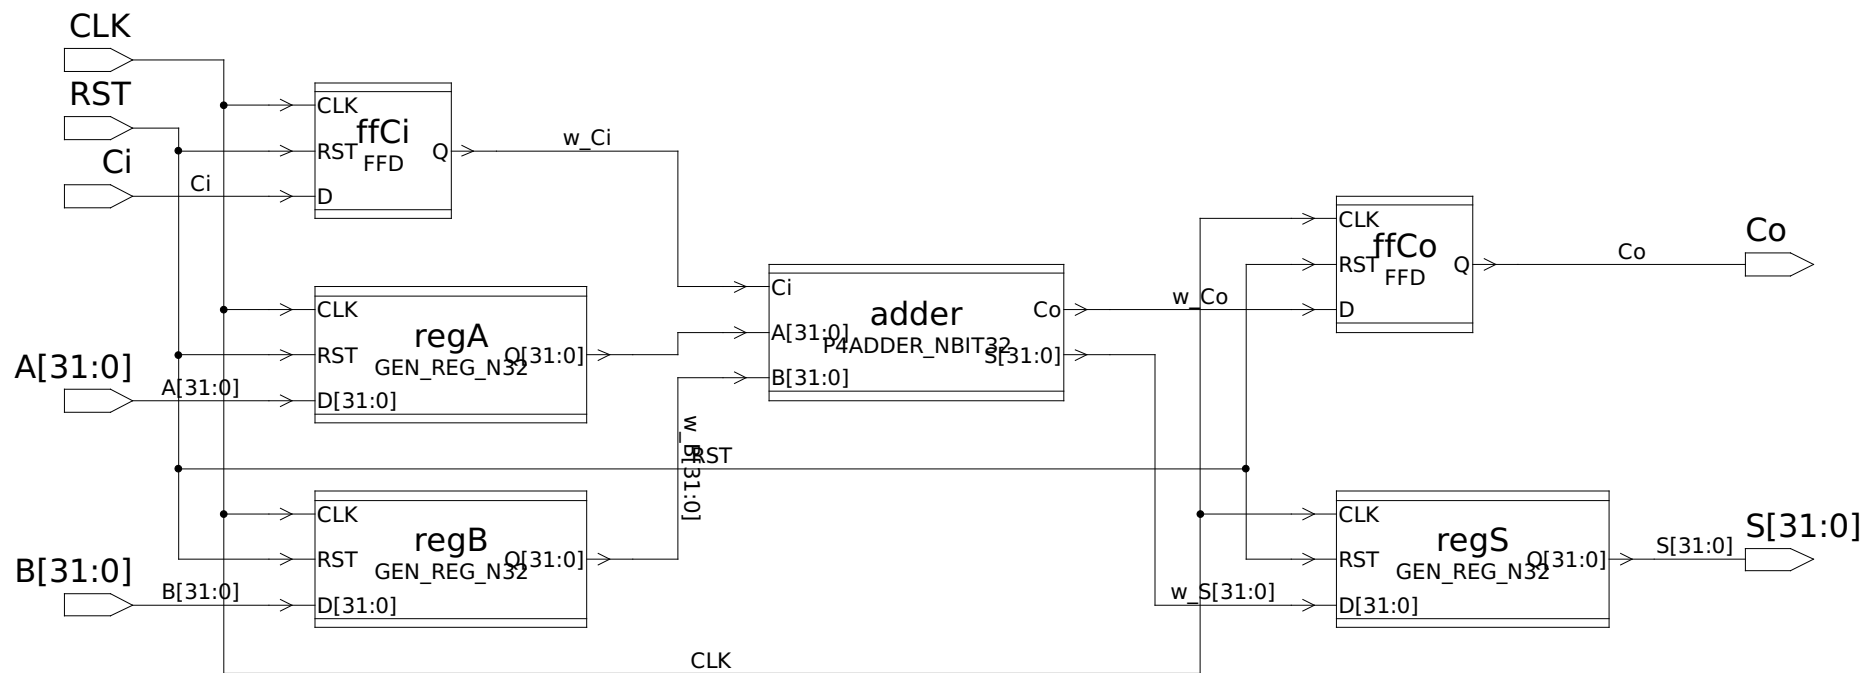 CLK
RST
Ci
Ci
CLK
RST
D
ffCi
FFD
Q
w_Ci
A[31:0]
A[31:0]
CLK
RST
D[31:0]
regA
GEN_REG_N32
Q[31:0]
B[31:0]
B[31:0]
CLK
RST
D[31:0]
regB
GEN_REG_N32
Q[31:0]
w_B[31:0]
RST
CLK
Ci
A[31:0]
B[31:0]
adder
P4ADDER_NBIT32
Co
S[31:0]
w_Co
w_S[31:0]
CLK
RST
D
ffCo
FFD
Q
Co
Co
CLK
RST
D[31:0]
regS
GEN_REG_N32
Q[31:0]
S[31:0]
S[31:0]